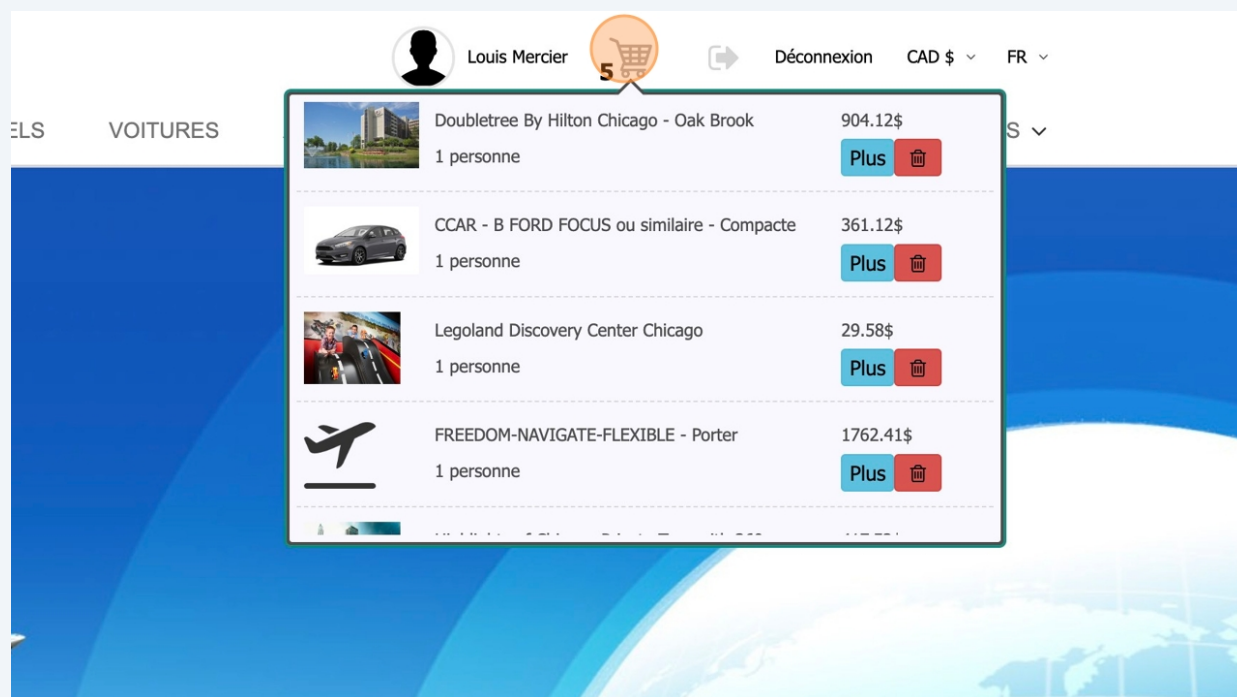 Louis Mercier
5
Déconnexion
CAD $
FR
ELS
VOITURES
S
Doubletree By Hilton Chicago - Oak Brook
904.12$
1 personne
Plus
CCAR - B FORD FOCUS ou similaire - Compacte
361.12$
1 personne
Plus
Legoland Discovery Center Chicago
29.58$
1 personne
Plus
FREEDOM-NAVIGATE-FLEXIBLE - Porter
1762.41$
1 personne
Plus